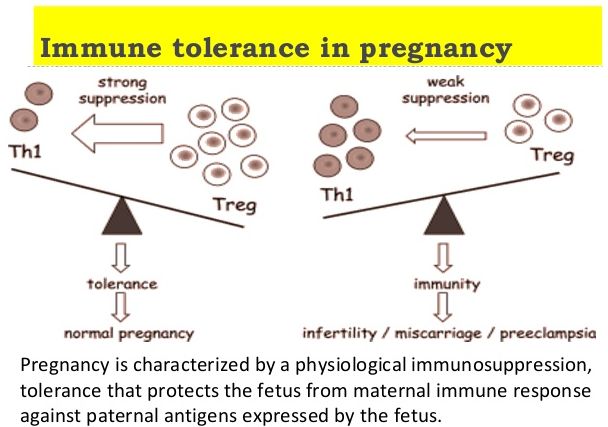 Immune tolerance in pregnancy
strong
suppression
Th1
Treg
tolerance
normal pregnancy
weak
suppression
Th1
Treg
immunity
infertility / miscarriage / preeclampsia
Pregnancy is characterized by a physiological immunosuppression,
tolerance that protects the fetus from maternal immune response
against paternal antigens expressed by the fetus.